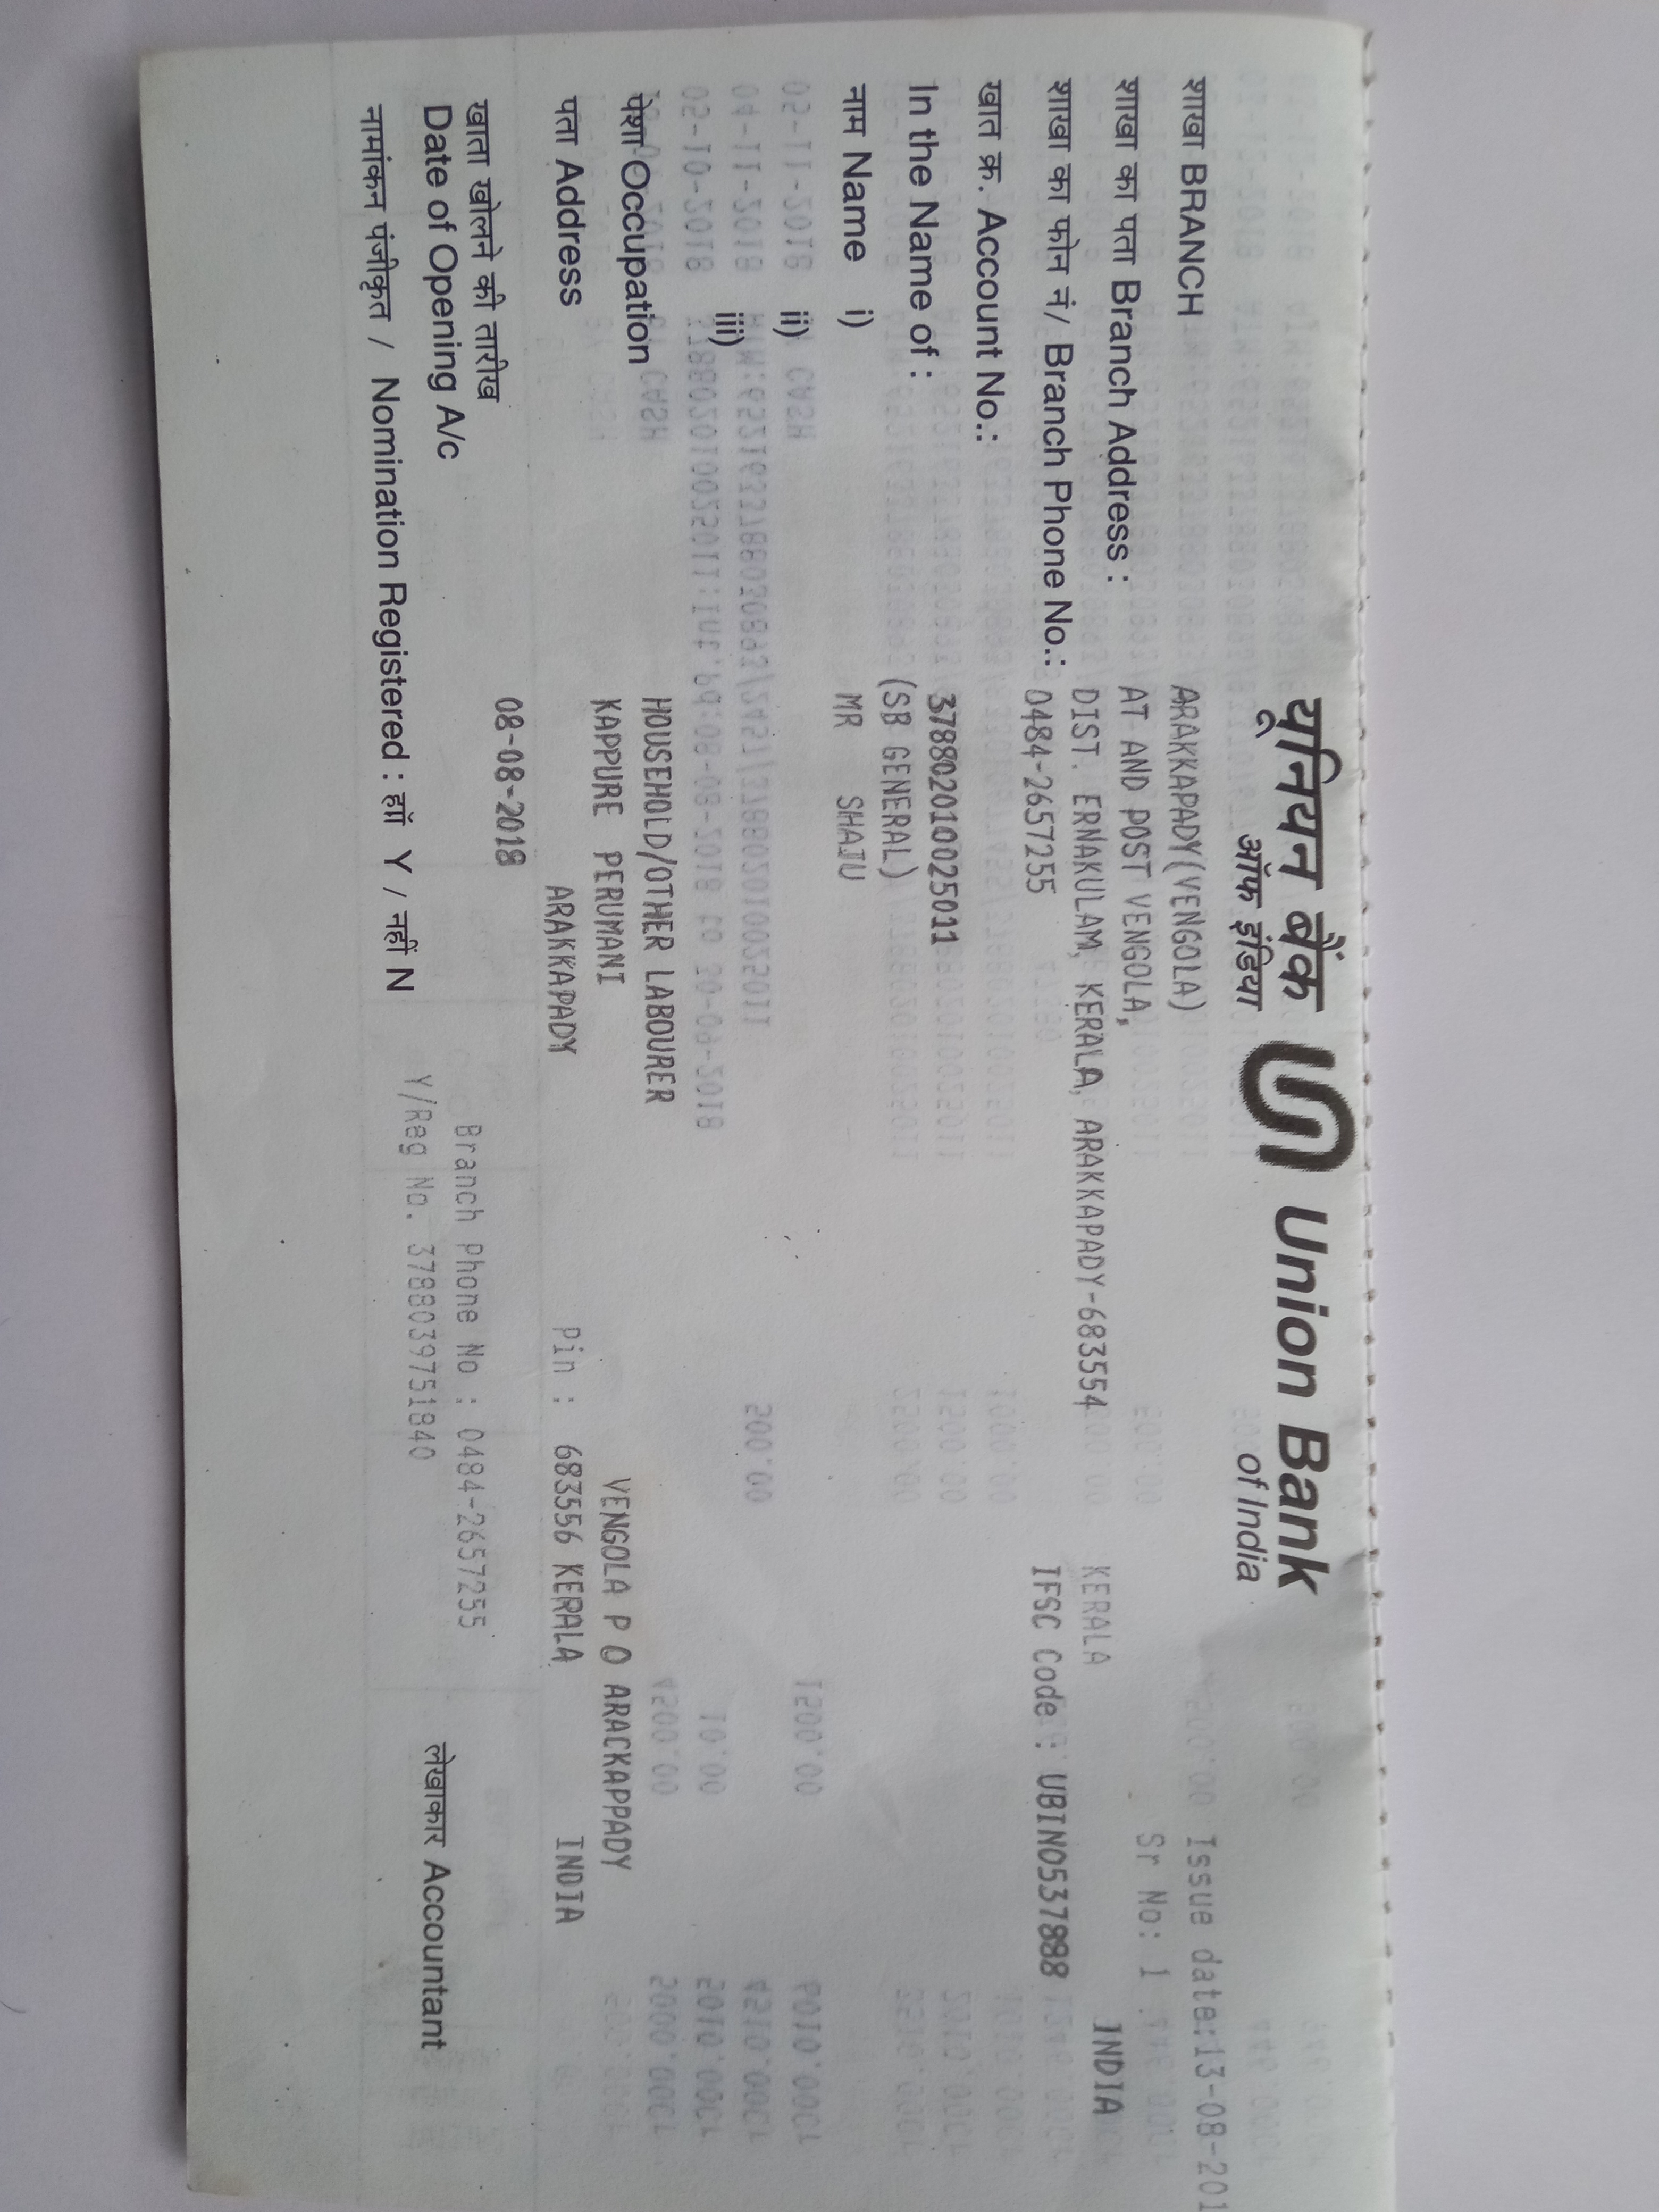 यूनियन बैंक Union Bank
ऑफ इंडिया of India
Issue date:13-08-201
शाखा BRANCH ARAKKAPADY(VENGOLA)
Sr No: 1
शाखा का पता Branch Address : AT AND POST VENGOLA,
DIST. ERNAKULAM, KERALA, ARAKKAPADY-683554 KERALA INDIA
शाखा का फोन नं/ Branch Phone No.: 0484-2657255 IFSC Code : UBIN0537888
खात क्र. Account No.: 378802010025011
In the Name of : (SB GENERAL)
नाम Name i) MR SHAJU
ii)
iii)
पेशा Occupation HOUSEHOLD/OTHER LABOURER
KAPPURE PERUMANI VENGOLA P O ARACKAPPADY
पता Address ARAKKAPADY Pin : 683556 KERALA INDIA
खाता खोलने की तारीख 08-08-2018
Date of Opening A/c Branch Phone No : 0484-2657255
नामांकन पंजीकृत / Nomination Registered : हाँ Y / नहीं N Y/Reg No. 378803975184​0
लेखाकार Accountant